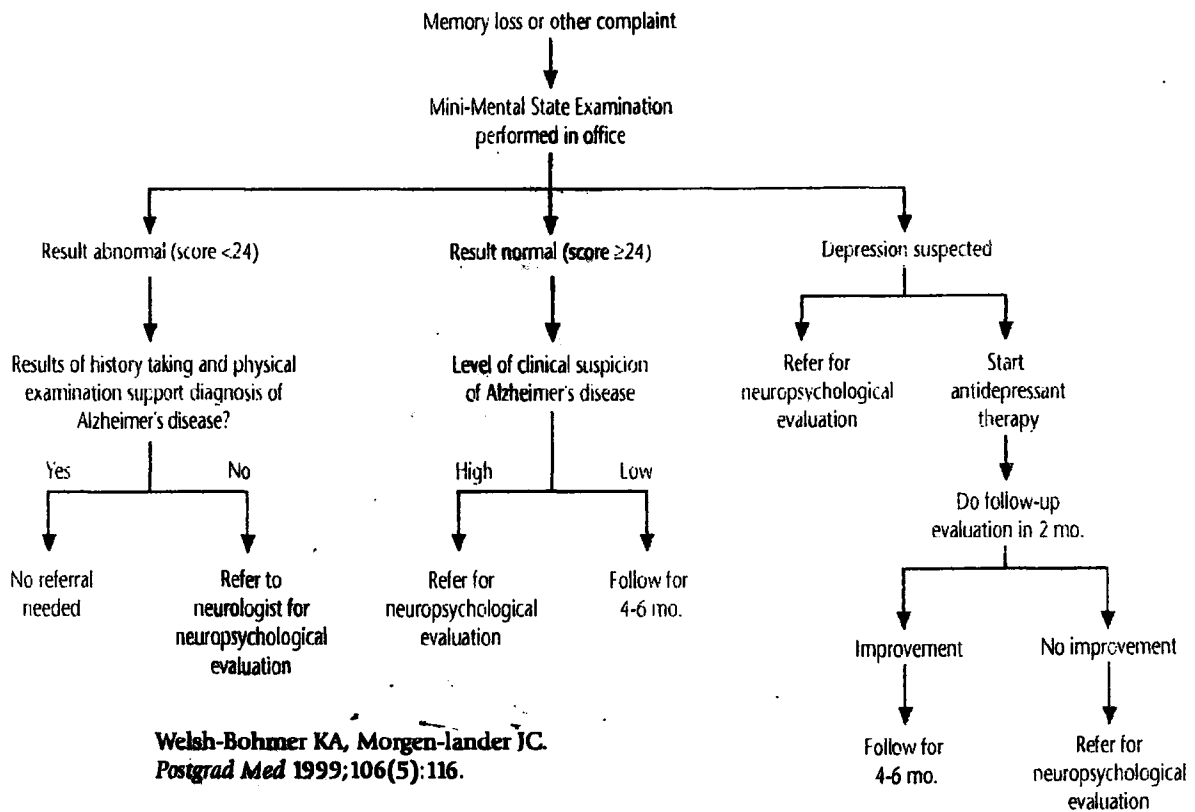 Memory loss or other complaint
Mini-Mental State Examination
performed in office
Result abnormal (score <24)
Result normal (score ≥24)
Depression suspected
Results of history taking and physical
examination support diagnosis of
Alzheimer's disease?
Level of clinical suspicion
of Alzheimer's disease
Refer for
neuropsychological
evaluation
Start
antidepressant
therapy
Yes
No
High
Low
Do follow-up
evaluation in 2 mo.
No referral
needed
Refer to
neurologist for
neuropsychological
evaluation
Refer for
neuropsychological
evaluation
Follow for
4-6 mo.
Improvement
No improvement
Follow for
4-6 mo.
Refer for
neuropsychological
evaluation
Welsh-Bohmer KA, Morgen-lander JC.
Postgrad Med 1999;106(5):116.